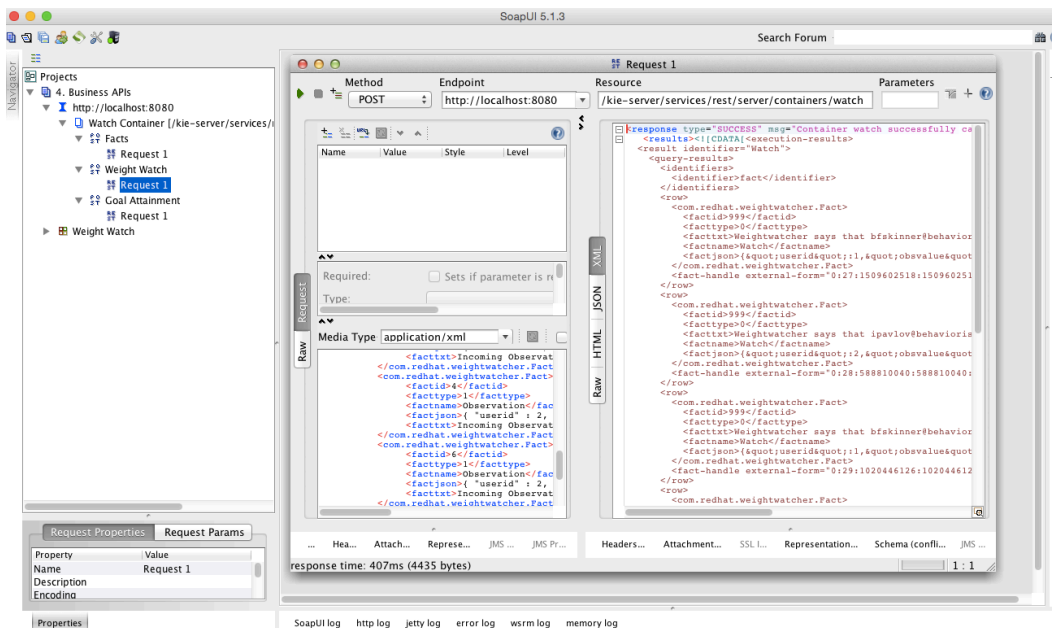 SoapUI 5.1.3
Search Forum
Navigator
Projects
4. Business APIs
http://localhost:8080
Watch Container [/kie-server/services/r
Facts
Request 1
Weight Watch
Request 1
Goal Attainment
Request 1
Weight Watch
Request Properties Request Params
Property Value
Name Request 1
Description
Encoding
Properties
Request 1
Method Endpoint Resource Parameters
POST http://localhost:8080 /kie-server/services/rest/server/containers/watch
Name Value Style Level
Required: Sets if parameter is re
Type:
Request
Raw
Media Type application/xml
<facttxt>Incoming Observat
</com.redhat.weightwatcher.Fact
<com.redhat.weightwatcher.Fact>
<factid>4</factid>
<facttype>1</facttype>
<factname>Observation</fac
<factjson>{ "userid" : 2,
<facttxt>Incoming Observat
</com.redhat.weightwatcher.Fact
<com.redhat.weightwatcher.Fact>
<factid>6</factid>
<facttype>1</facttype>
<factname>Observation</fac
<factjson>{ "userid" : 2,
<facttxt>Incoming Observat
</com.redhat.weightwatcher.Fact
XML
JSON
HTML
Raw
<response type="SUCCESS" msg="Container watch successfully ca
<results><![CDATA[<execution-results>
<result identifier="Watch">
<query-results>
<identifiers>
<identifier>fact</identifier>
</identifiers>
<row>
<com.redhat.weightwatcher.Fact>
<factid>999</factid>
<facttype>0</facttype>
<facttxt>Weightwatcher says that bfskinner@behavior
<factname>Watch</factname>
<factjson>{&quot;userid&quot;:1,&quot;obsvalue&quot
</com.redhat.weightwatcher.Fact>
<fact-handle external-form="0:27:1509602518:150960251
</row>
<row>
<com.redhat.weightwatcher.Fact>
<factid>999</factid>
<facttype>0</facttype>
<facttxt>Weightwatcher says that ipavlov@behavioris
<factname>Watch</factname>
<factjson>{&quot;userid&quot;:2,&quot;obsvalue&quot
</com.redhat.weightwatcher.Fact>
<fact-handle external-form="0:28:588810040:588810040:
</row>
<row>
<com.redhat.weightwatcher.Fact>
<factid>999</factid>
<facttype>0</facttype>
<facttxt>Weightwatcher says that bfskinner@behavior
<factname>Watch</factname>
<factjson>{&quot;userid&quot;:1,&quot;obsvalue&quot
</com.redhat.weightwatcher.Fact>
<fact-handle external-form="0:29:1020446126:102044612
</row>
<row>
<com.redhat.weightwatcher.Fact>
... Hea... Attach... Represe... JMS ... JMS Pr...
Headers... Attachment... SSL I... Representation... Schema (confli... JMS ...
response time: 407ms (4435 bytes)
1 : 1
SoapUI log http log jetty log error log wsrm log memory log